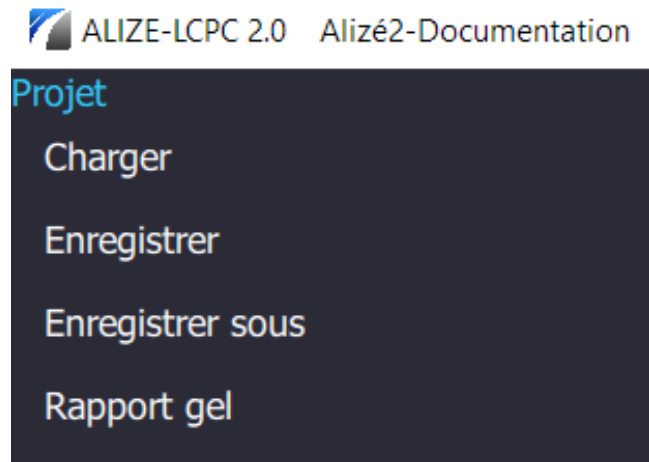 ALIZE-LCPC 2.0 Alizé2-Documentation
Projet
Charger
Enregistrer
Enregistrer sous
Rapport gel